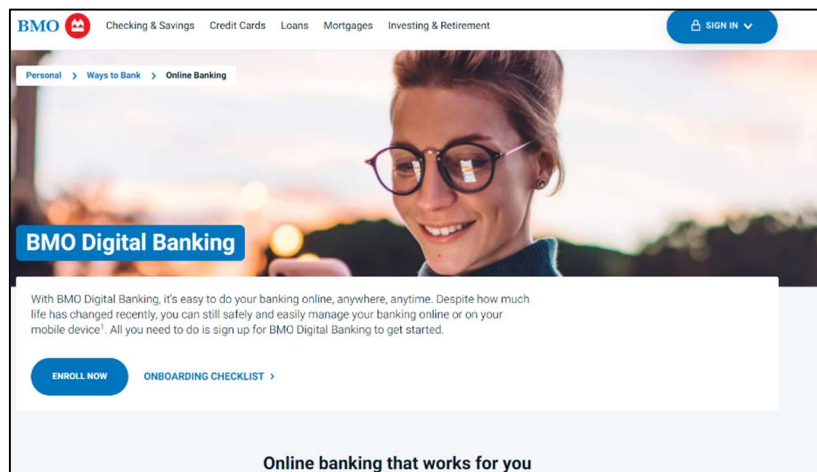 BMO Checking & Savings Credit Cards Loans Mortgages Investing & Retirement SIGN IN
Personal > Ways to Bank > Online Banking
BMO Digital Banking
With BMO Digital Banking, it's easy to do your banking online, anywhere, anytime. Despite how much
life has changed recently, you can still safely and easily manage your banking online or on your
mobile device¹. All you need to do is sign up for BMO Digital Banking to get started.
ENROLL NOW ONBOARDING CHECKLIST >
Online banking that works for you